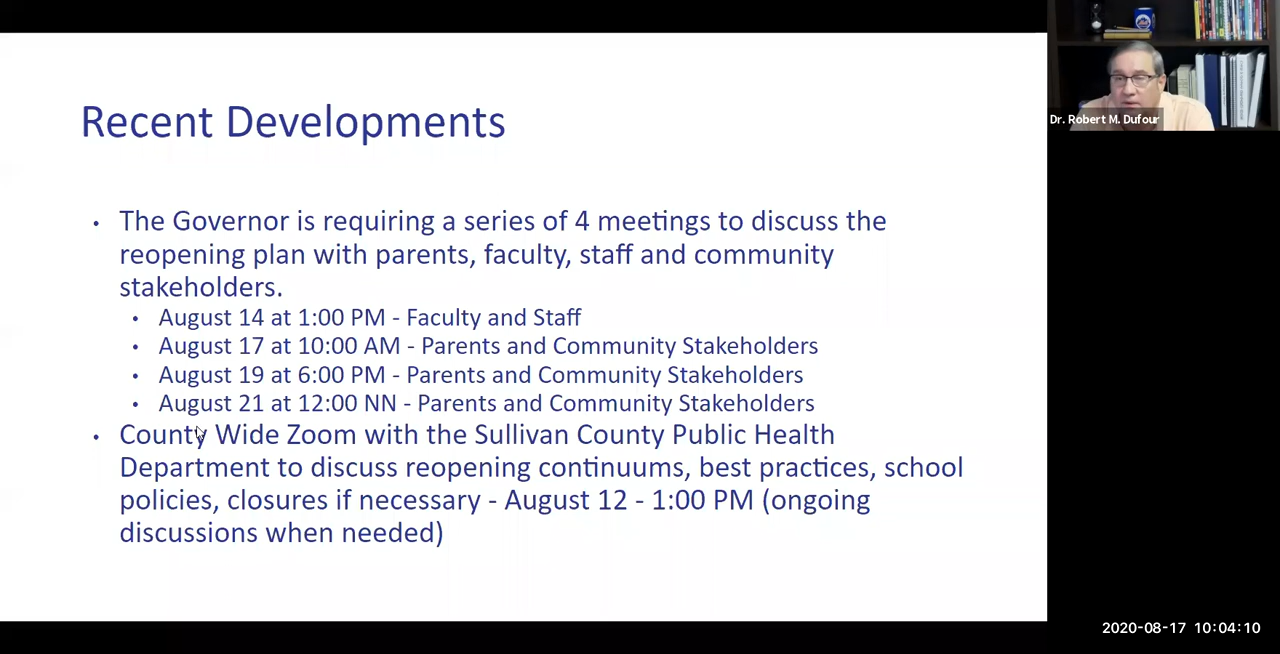 Recent Developments
• The Governor is requiring a series of 4 meetings to discuss the
reopening plan with parents, faculty, staff and community
stakeholders.
• August 14 at 1:00 PM - Faculty and Staff
• August 17 at 10:00 AM - Parents and Community Stakeholders
• August 19 at 6:00 PM - Parents and Community Stakeholders
• August 21 at 12:00 NN - Parents and Community Stakeholders
• County Wide Zoom with the Sullivan County Public Health
Department to discuss reopening continuums, best practices, school
policies, closures if necessary - August 12 - 1:00 PM (ongoing
discussions when needed)
Dr. Robert M. Dufour
2020-08-17 10:04:10